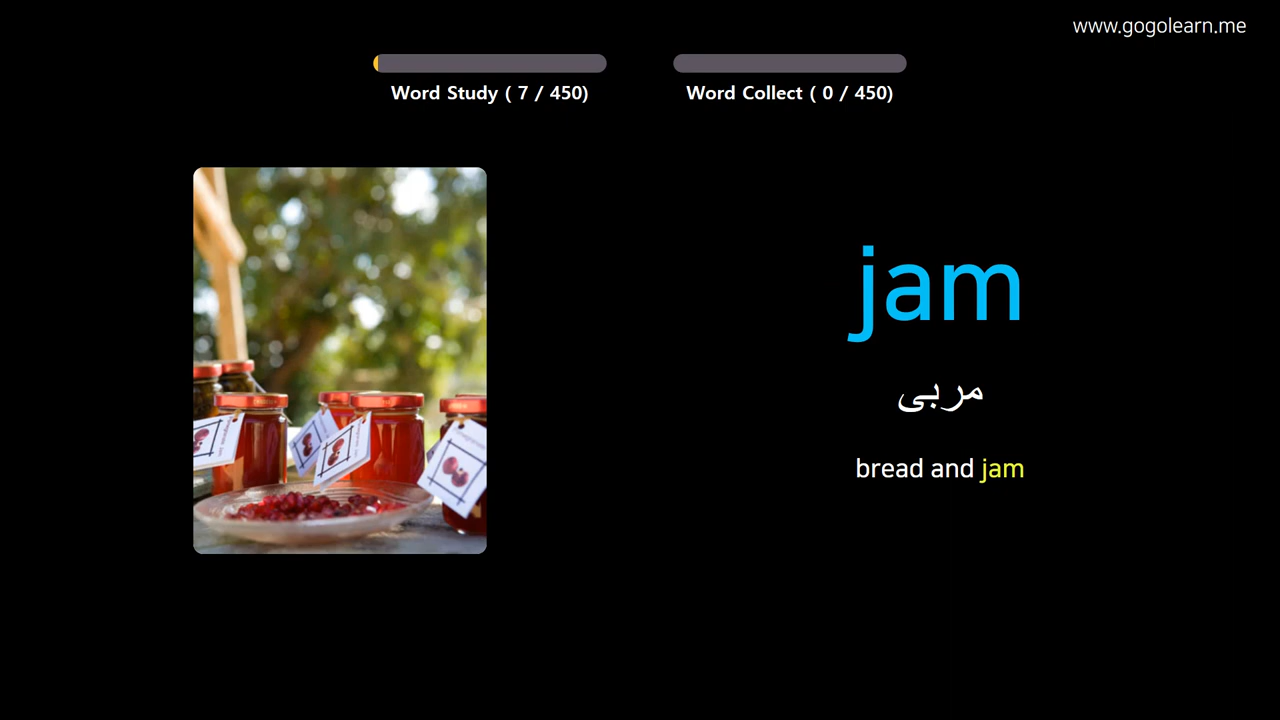 www.gogolearn.me
Word Study ( 7 / 450)
Word Collect ( 0 / 450)
jam
مربی
bread and jam